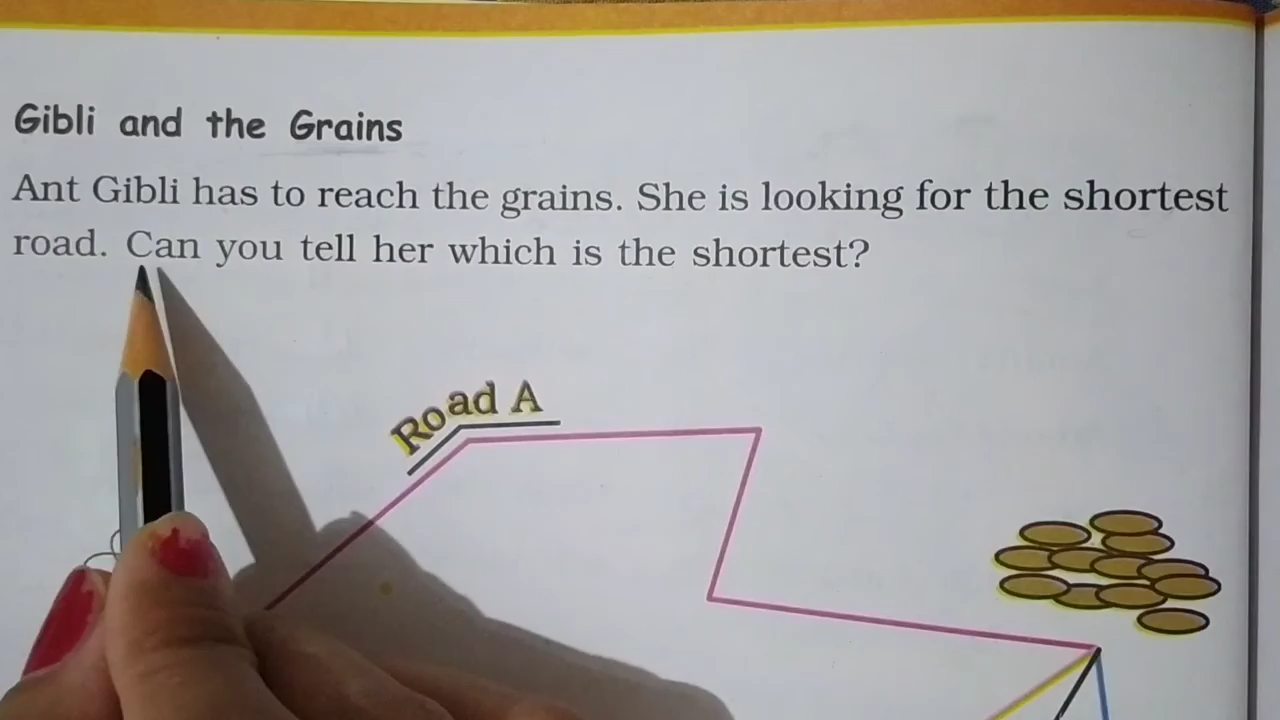 Gibli and the Grains
Ant Gibli has to reach the grains. She is looking for the shortest
road. Can you tell her which is the shortest?
Road A